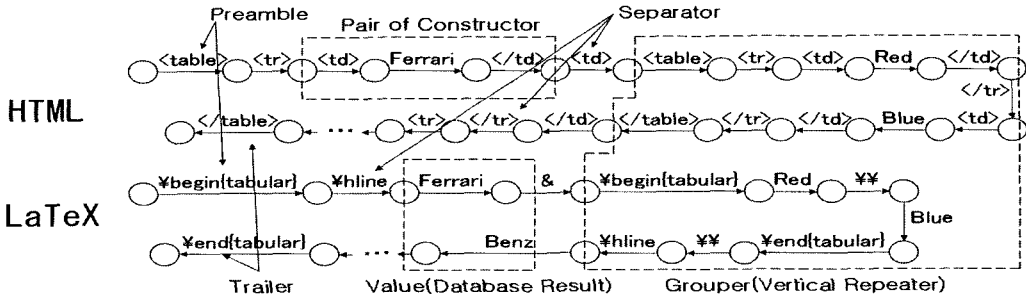 Preamble Pair of Constructor Separator
<table> <tr> <td> Ferrari </td> <td> <table> <tr> <td> Red </td>
HTML
</tr>
</table> ... <tr> </tr> </td> </table> </tr> </td> Blue <td>
¥begin{tabular} ¥hline Ferrari & ¥begin{tabular} Red ¥¥
LaTeX
Blue
¥end{tabular} ... Benz ¥hline ¥¥ ¥end{tabular}
Trailer Value(Database Result) Grouper(Vertical Repeater)